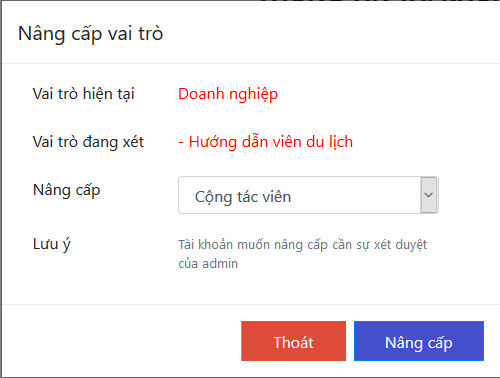 Nâng cấp vai trò
Vai trò hiện tại Doanh nghiệp
Vai trò đang xét - Hướng dẫn viên du lịch
Nâng cấp Cộng tác viên
Lưu ý Tài khoản muốn nâng cấp cần sự xét duyệt
của admin
Thoát Nâng cấp